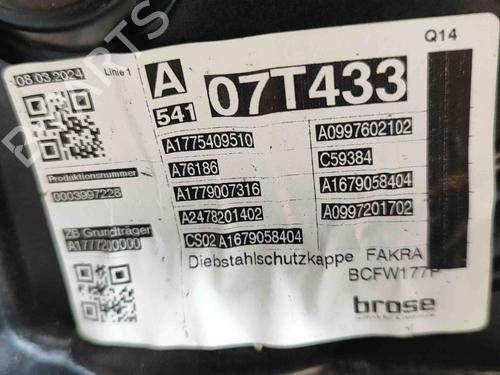 08.03.2024 Linie 1 A 07T433 Q14
541
A1775409510 A0997602102
A76186 C59384
Produktionsnummer A1779007316 A1679058404
0003997228 A2478201402 A0997201702
ZB Grundträger CS02 A1679058404
A1777200000
Diebstahlschutzkappe FAKRA
BCFW177P
brose